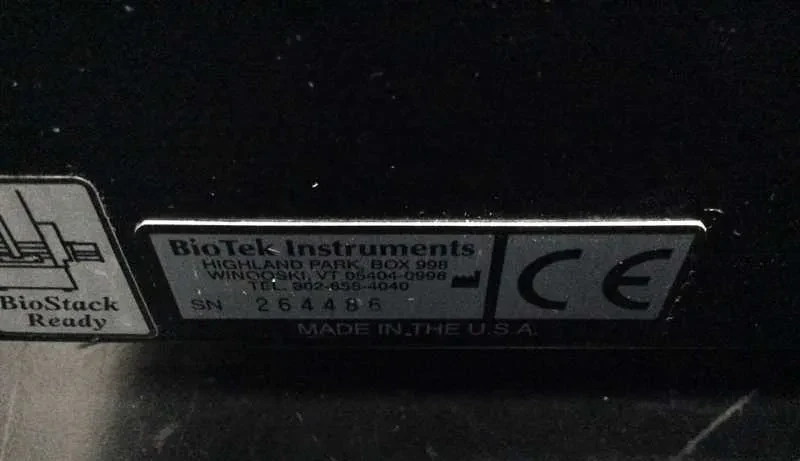 BioStack
Ready
BioTek Instruments
HIGHLAND PARK, BOX 998
WINOOSKI, VT 05404-0998
TEL. 802-655-4040
SN 264486
CE
MADE IN THE U.S.A.